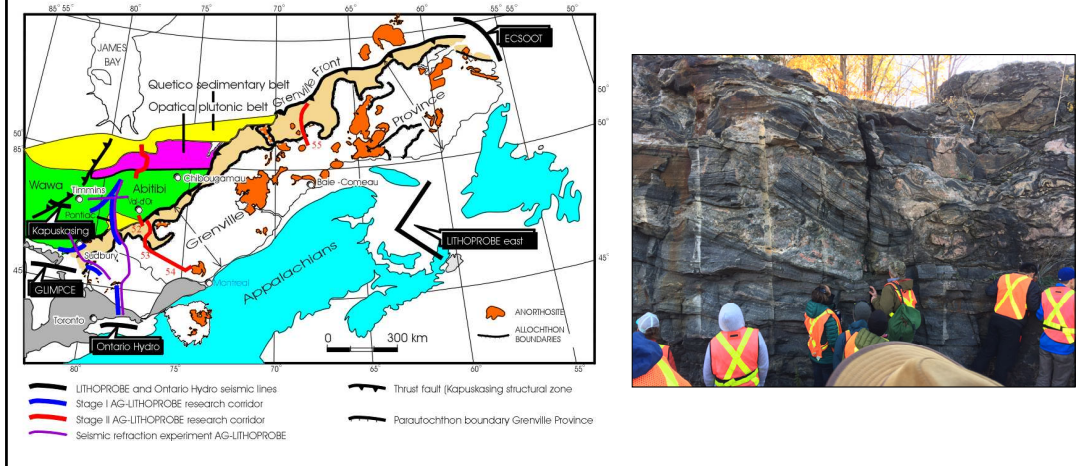 85° 55° 80° 75° 70° 65° 60° 55° 55° 50°
JAMES
BAY
ECSOOT
Quetico sedimentary belt
Opatica plutonic belt
Grenville Front
Province
50°
50°
85°
55
Wawa
Timmins
Abitibi
Chibougamau
Val-d'Or
Baie -Comeau
Pontiac
Kapuskasing
52
Grenville
LITHOPROBE east
Sudbury
53
54
45°
45°
GLIMPCE
Montreal
Appalachians
ANORTHOSITE
Toronto
0 300 km
ALLOCHTHON
BOUNDARIES
Ontario Hydro
80° 75° 70° 65° 60°
LITHOPROBE and Ontario Hydro seismic lines
Stage I AG-LITHOPROBE research corridor
Stage II AG-LITHOPROBE research corridor
Seismic refraction experiment AG-LITHOPROBE
Thrust fault (Kapuskasing structural zone
Parautochthon boundary Grenville Province